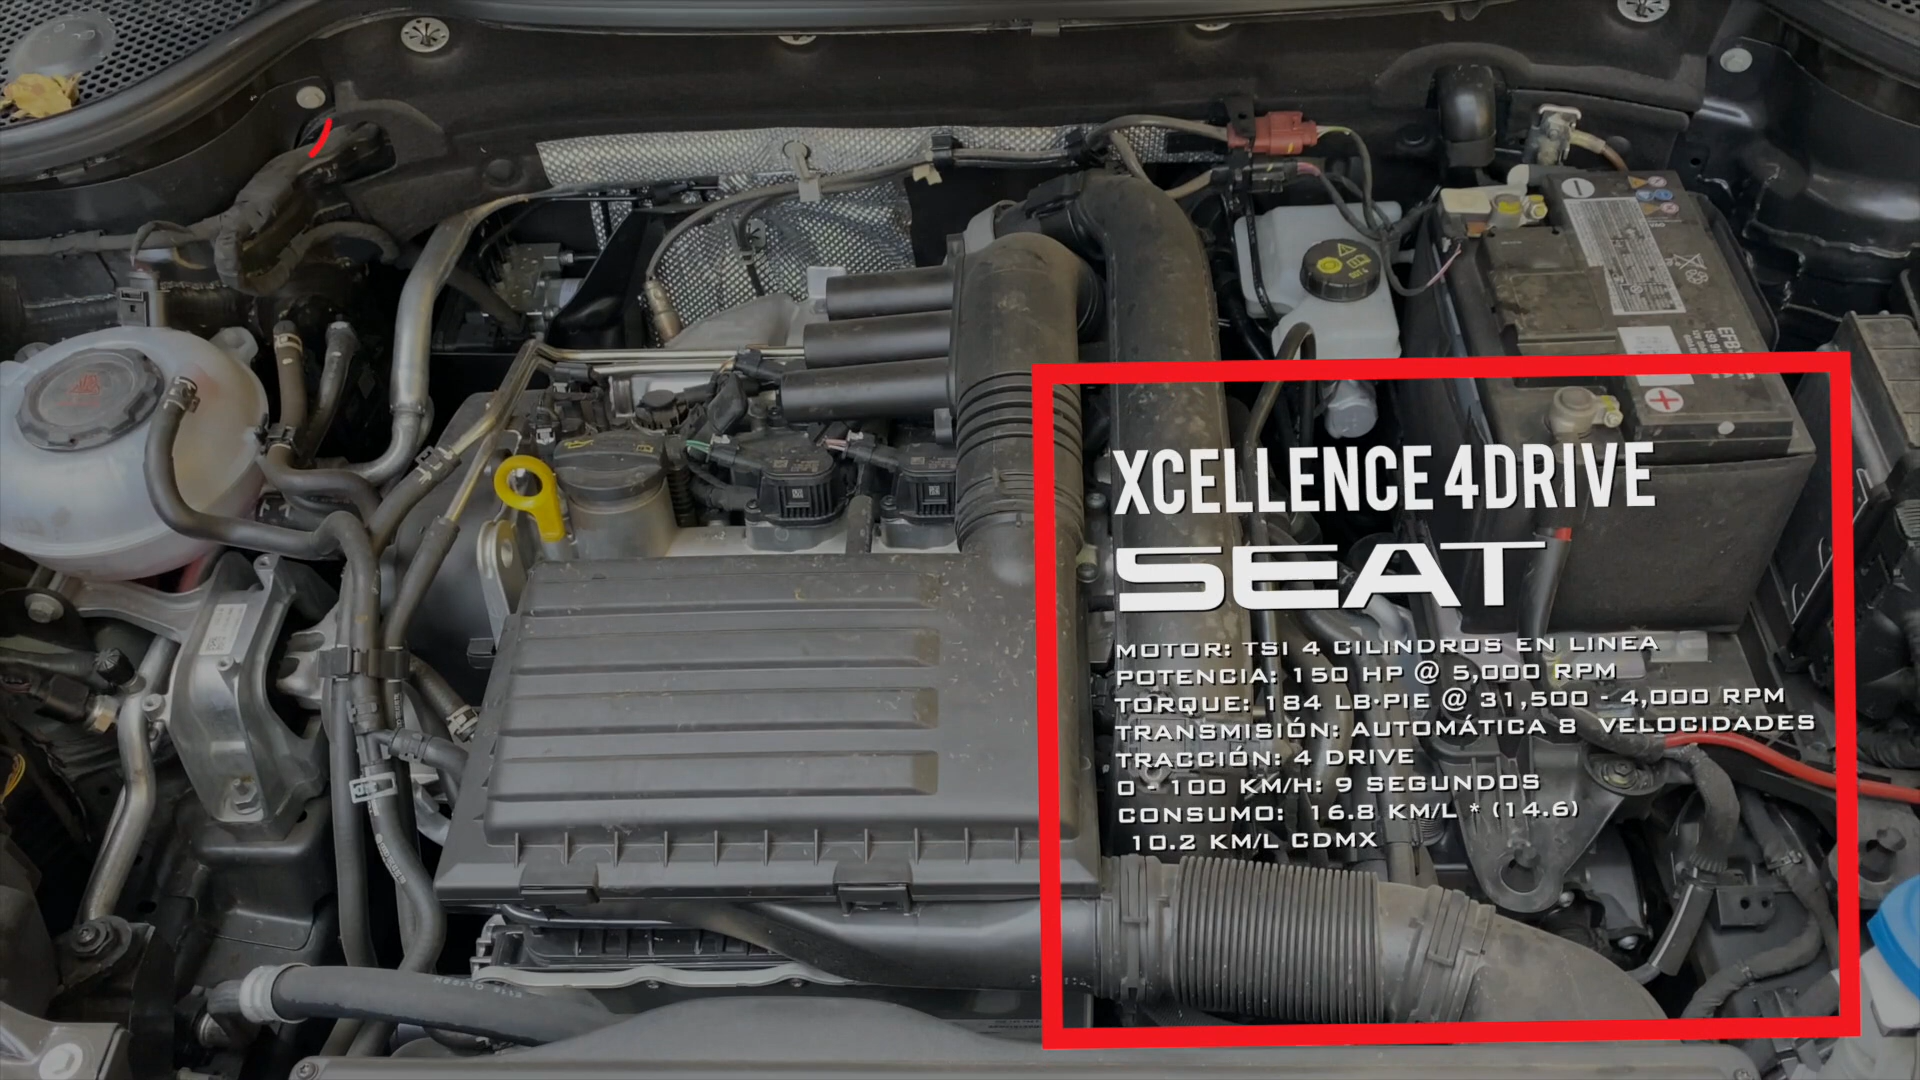 XCELLENCE 4DRIVE
SEAT
MOTOR: TSI 4 CILINDROS EN LINEA
POTENCIA: 150 HP @ 5,000 RPM
TORQUE: 184 LB·PIE @ 31,500 - 4,000 RPM
TRANSMISIÓN: AUTOMÁTICA 8 VELOCIDADES
TRACCIÓN: 4 DRIVE
0 - 100 KM/H: 9 SEGUNDOS
CONSUMO: 16.8 KM/L * (14.6)
10.2 KM/L CDMX